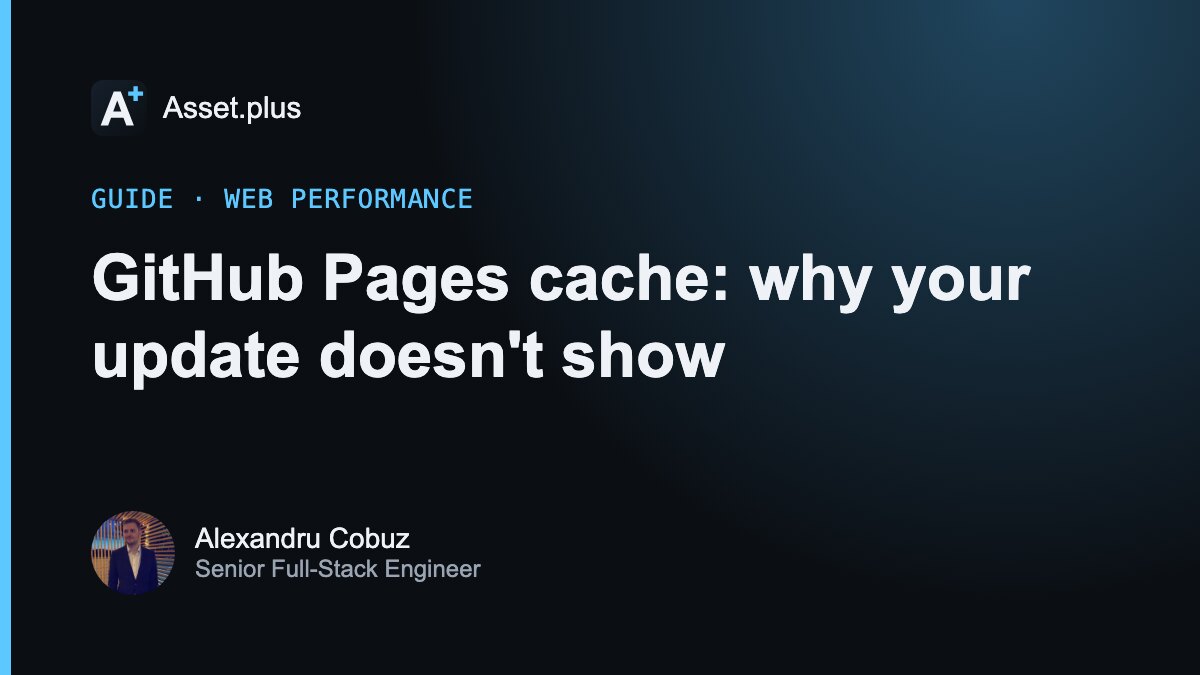 A+
Asset.plus
GUIDE · WEB PERFORMANCE
GitHub Pages cache: why your
update doesn't show
Alexandru Cobuz
Senior Full-Stack Engineer